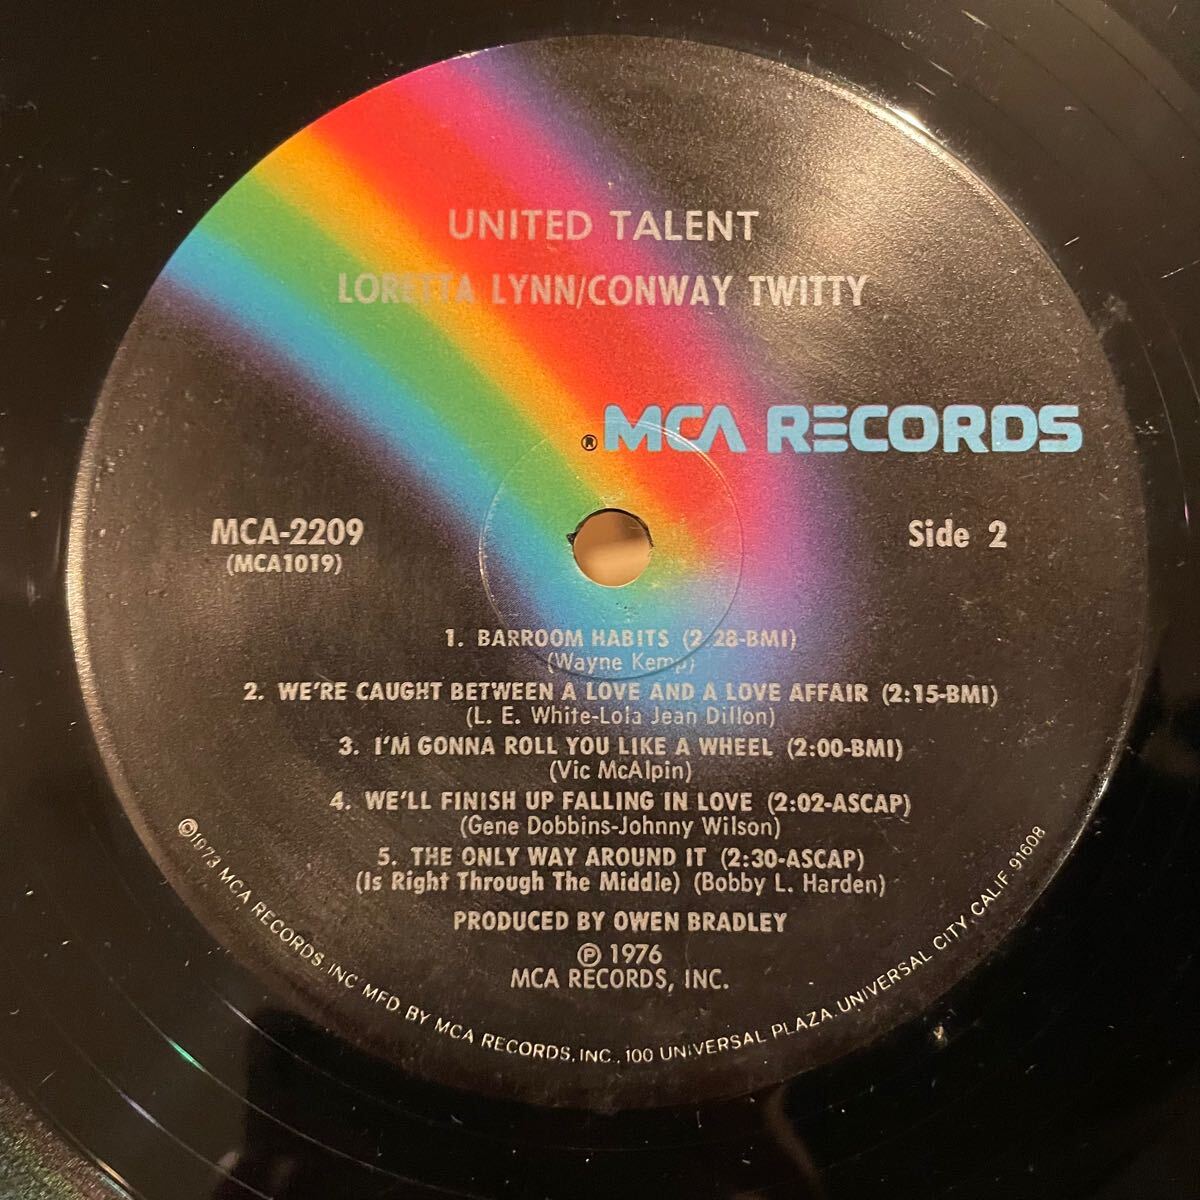 UNITED TALENT
LORETTA LYNN/CONWAY TWITTY
® MCA RECORDS
MCA-2209
(MCA1019)
Side 2
1. BARROOM HABITS (2 28-BMI)
(Wayne Kemp)
2. WE'RE CAUGHT BETWEEN A LOVE AND A LOVE AFFAIR (2:15-BMI)
(L. E. White-Lola Jean Dillon)
3. I'M GONNA ROLL YOU LIKE A WHEEL (2:00-BMI)
(Vic McAlpin)
4. WE'LL FINISH UP FALLING IN LOVE (2:02-ASCAP)
(Gene Dobbins-Johnny Wilson)
5. THE ONLY WAY AROUND IT (2:30-ASCAP)
(Is Right Through The Middle) (Bobby L. Harden)
PRODUCED BY OWEN BRADLEY
℗ 1976
MCA RECORDS, INC.
©1973 MCA RECORDS, INC MFD. BY MCA RECORDS, INC., 100 UNIVERSAL PLAZA, UNIVERSAL CITY, CALIF. 91608